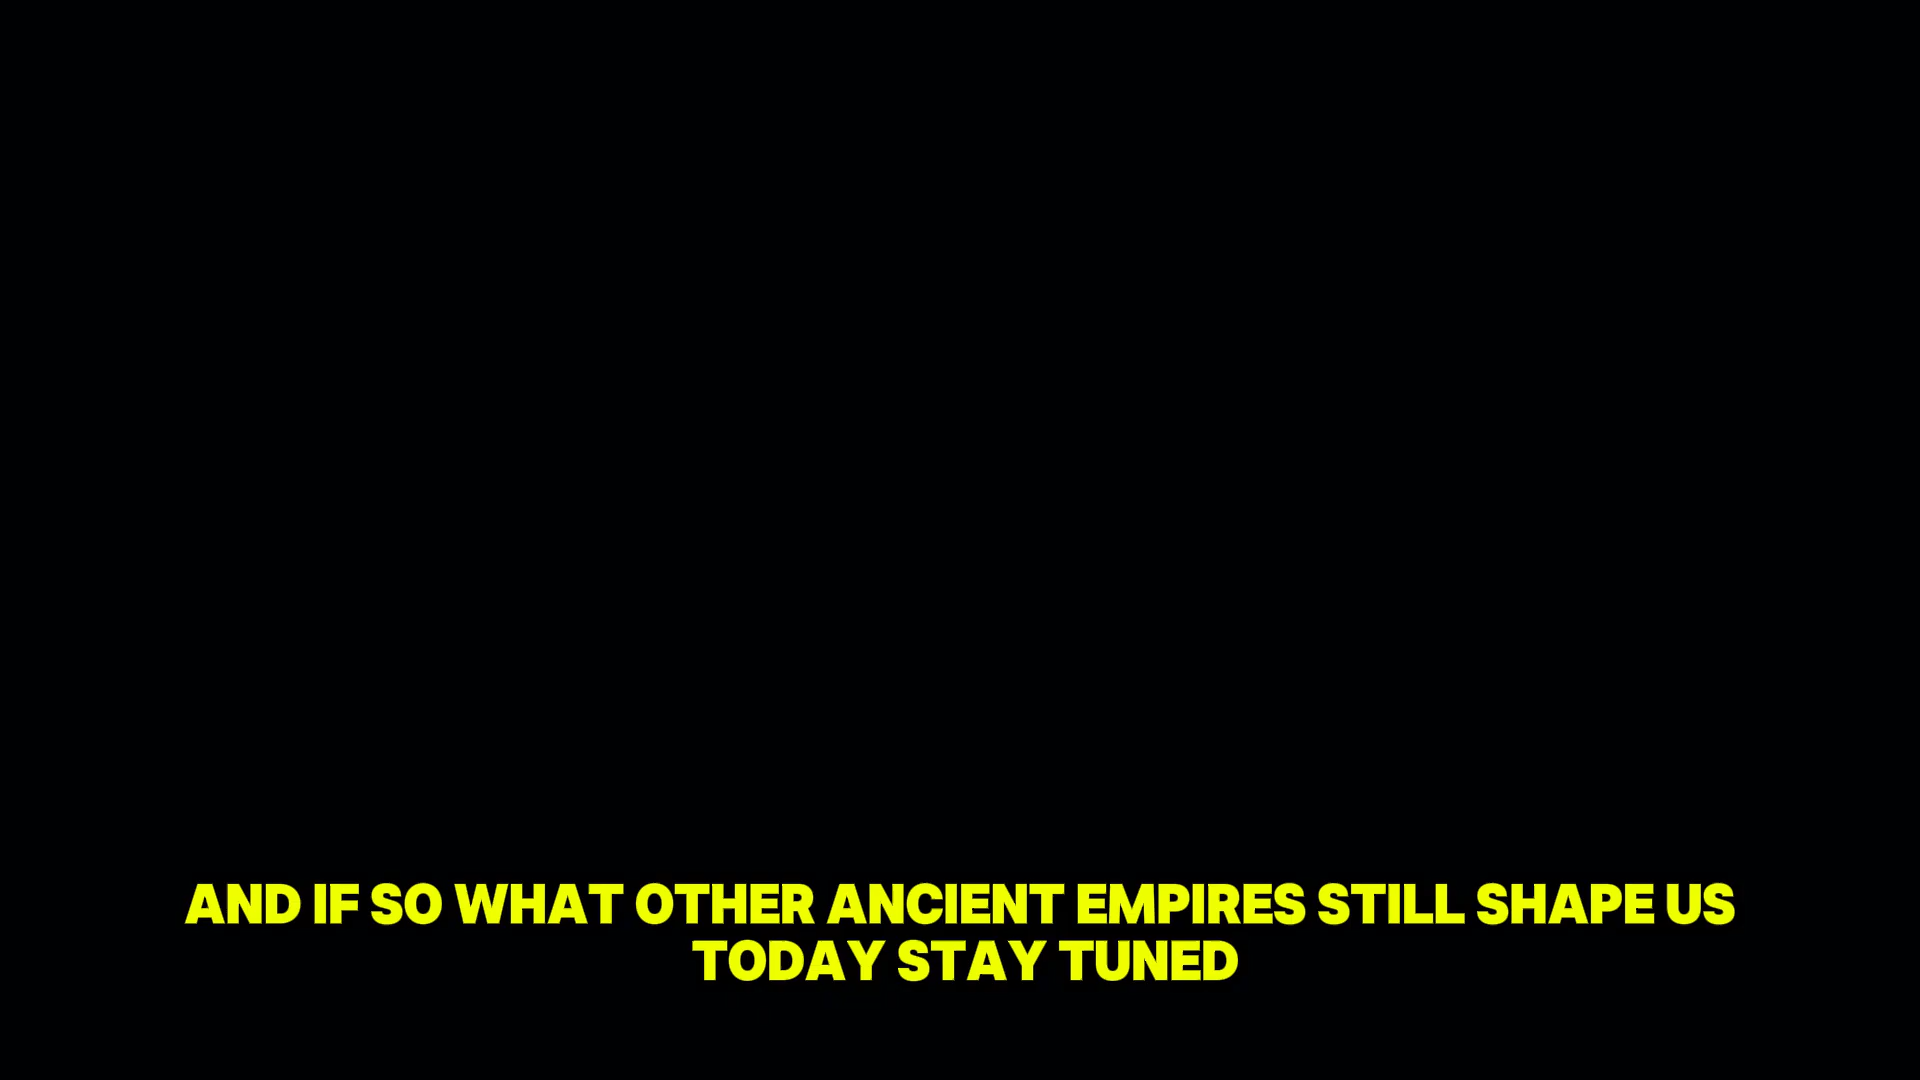 AND IF SO WHAT OTHER ANCIENT EMPIRES STILL SHAPE US
TODAY STAY TUNED